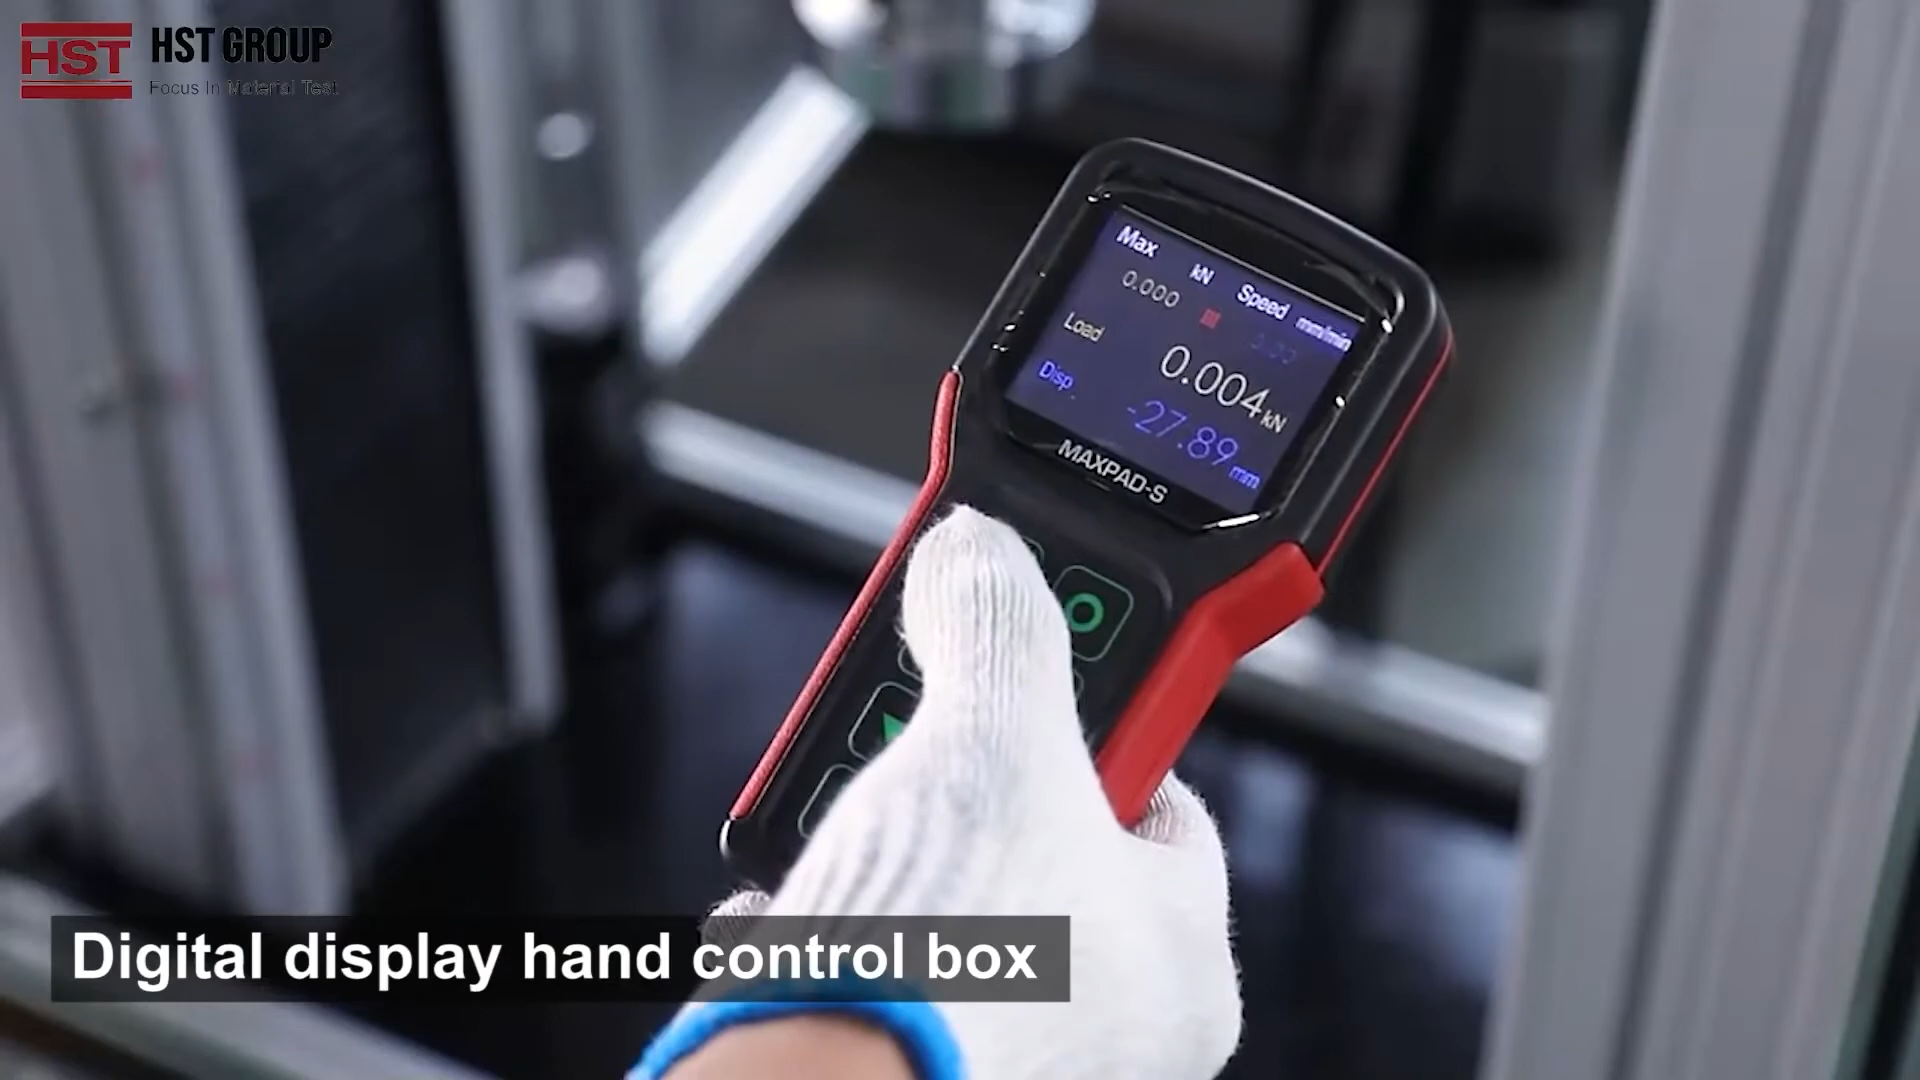 HST
HST GROUP
Focus In Material Test
Max
kN
Speed mm/min
0.000
Load
0.004 kN
Disp.
-27.89 mm
MAXPAD-S
Digital display hand control box